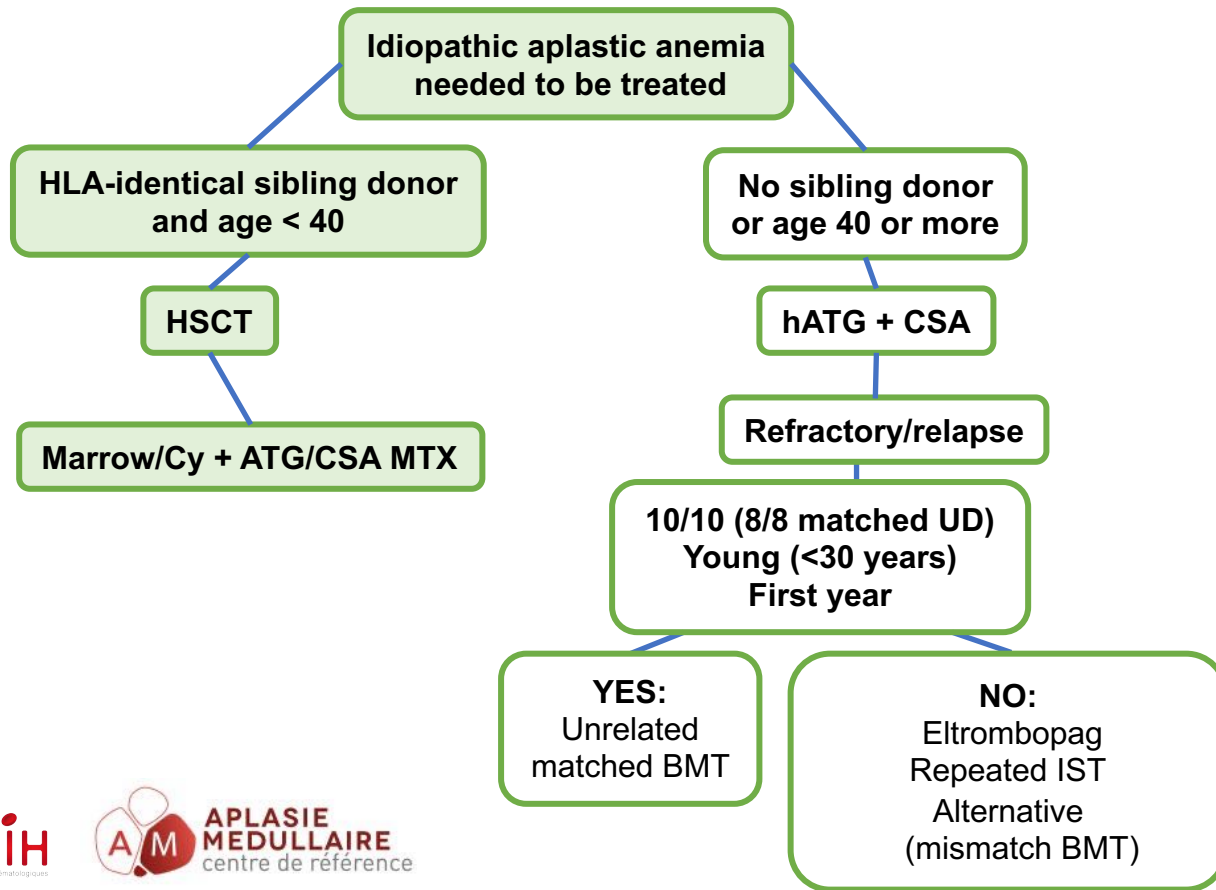 Idiopathic aplastic anemia
needed to be treated
HLA-identical sibling donor
and age < 40
No sibling donor
or age 40 or more
HSCT
hATG + CSA
Marrow/Cy + ATG/CSA MTX
Refractory/relapse
10/10 (8/8 matched UD)
Young (<30 years)
First year
YES:
Unrelated
matched BMT
NO:
Eltrombopag
Repeated IST
Alternative
(mismatch BMT)
iH
AM
APLASIE
MEDULLAIRE
centre de référence